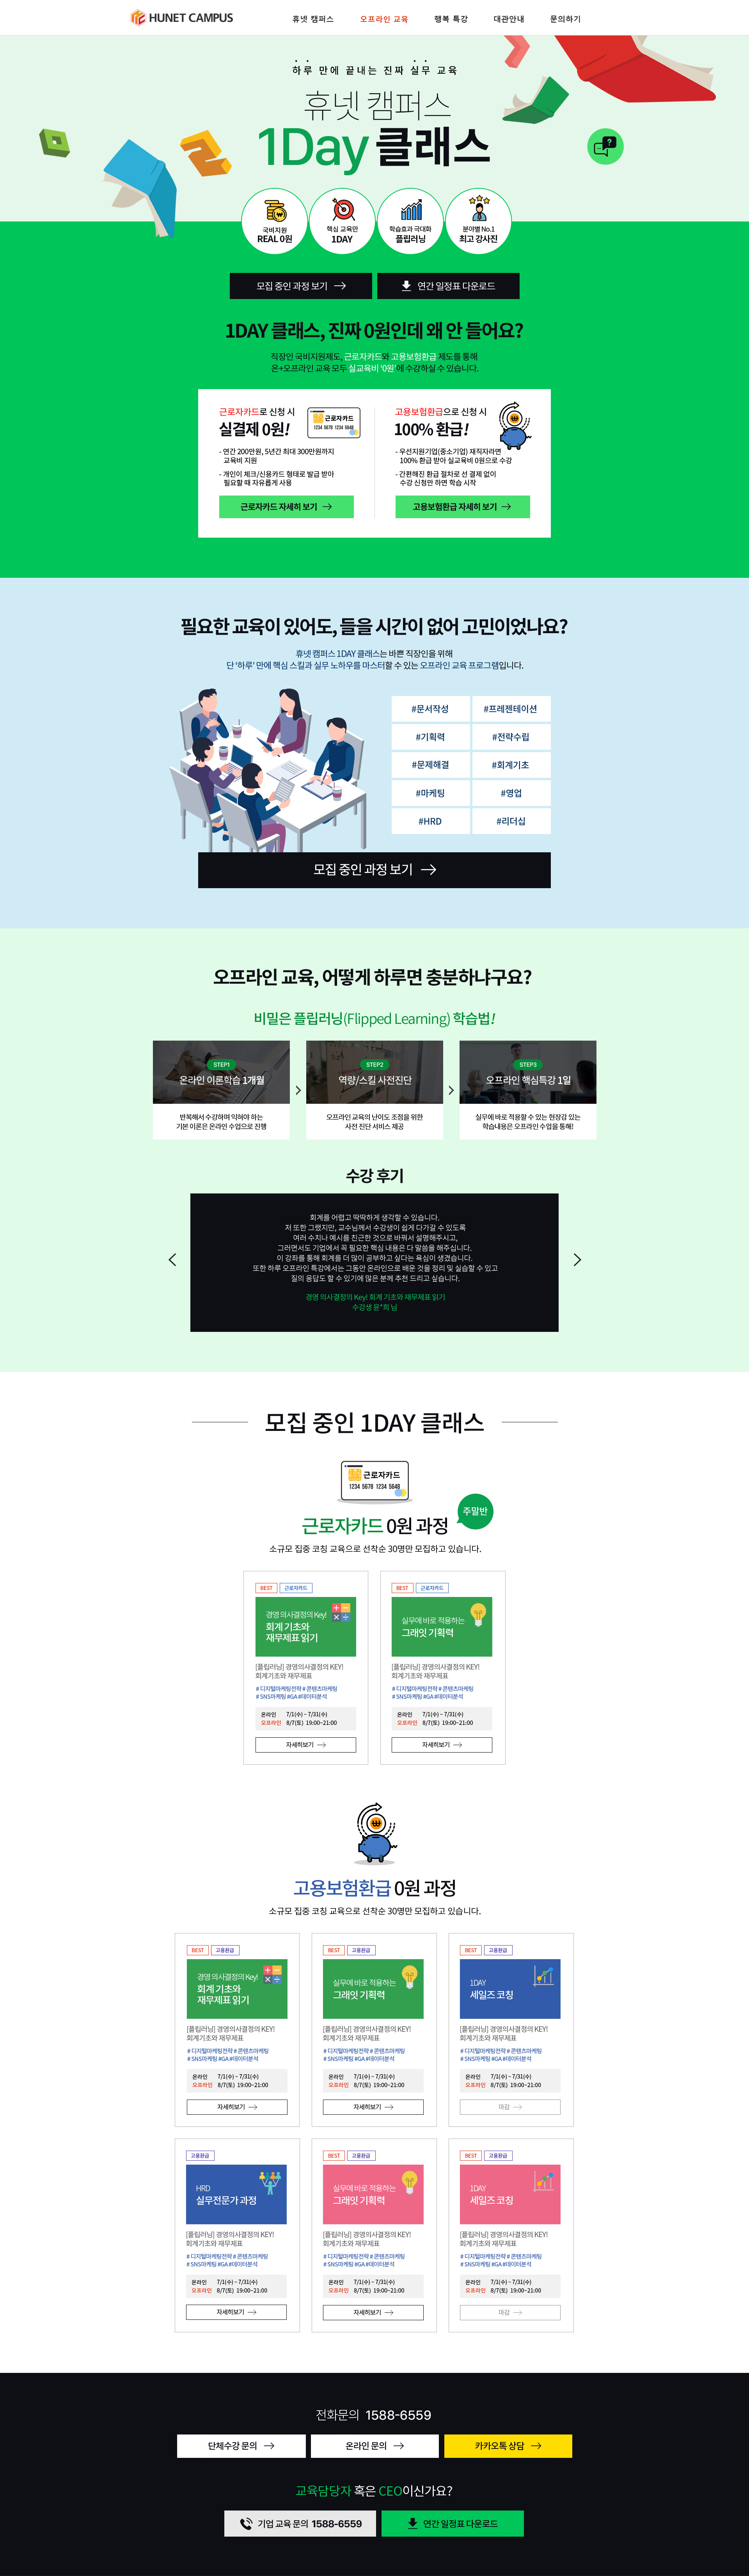 HUNET CAMPUS
휴넷 캠퍼스 오프라인 교육 행복 특강 대관안내 문의하기
하루 만에 끝내는 진짜 실무 교육
휴넷 캠퍼스
1Day 클래스
?
국비지원
REAL 0원
핵심 교육만
1DAY
학습효과 극대화
플립러닝
분야별 No.1
최고 강사진
모집 중인 과정 보기
연간 일정표 다운로드
1DAY 클래스, 진짜 0원인데 왜 안 들어요?
직장인 국비지원제도, 근로자카드와 고용보험환급 제도를 통해
온+오프라인 교육 모두 실교육비 '0원'에 수강하실 수 있습니다.
근로자카드로 신청 시
실결제 0원!
근로자카드
1234 5678 1234 5648
- 연간 200만원, 5년간 최대 300만원까지
교육비 지원
- 개인이 체크/신용카드 형태로 발급 받아
필요할 때 자유롭게 사용
근로자카드 자세히 보기
고용보험환급으로 신청 시
100% 환급!
- 우선지원기업(중소기업) 재직자라면
100% 환급 받아 실교육비 0원으로 수강
- 간편해진 환급 절차로 선 결제 없이
수강 신청만 하면 학습 시작
고용보험환급 자세히 보기
필요한 교육이 있어도, 들을 시간이 없어 고민이었나요?
휴넷 캠퍼스 1DAY 클래스는 바쁜 직장인을 위해
단 '하루' 만에 핵심 스킬과 실무 노하우를 마스터할 수 있는 오프라인 교육 프로그램입니다.
#문서작성 #프레젠테이션
#기획력 #전략수립
#문제해결 #회계기초
#마케팅 #영업
#HRD #리더십
모집 중인 과정 보기
오프라인 교육, 어떻게 하루면 충분하냐구요?
비밀은 플립러닝(Flipped Learning) 학습법!
STEP1
온라인 이론학습 1개월
반복해서 수강하며 익혀야 하는
기본 이론은 온라인 수업으로 진행
STEP2
역량/스킬 사전진단
오프라인 교육의 난이도 조정을 위한
사전 진단 서비스 제공
STEP3
오프라인 핵심특강 1일
실무에 바로 적용할 수 있는 현장감 있는
학습내용은 오프라인 수업을 통해!
수강 후기
회계를 어렵고 딱딱하게 생각할 수 있습니다.
저 또한 그랬지만, 교수님께서 수강생이 쉽게 다가갈 수 있도록
여러 수치나 예시를 친근한 것으로 바꿔서 설명해주시고,
그러면서도 기업에서 꼭 필요한 핵심 내용은 다 말씀을 해주십니다.
이 강좌를 통해 회계를 더 많이 공부하고 싶다는 욕심이 생겼습니다.
또한 하루 오프라인 특강에서는 그동안 온라인으로 배운 것을 정리 및 실습할 수 있고
질의 응답도 할 수 있기에 많은 분께 추천 드리고 싶습니다.
경영 의사결정의 Key! 회계 기초와 재무제표 읽기
수강생 윤*희 님
모집 중인 1DAY 클래스
근로자카드
1234 5678 1234 5648
주말반
근로자카드 0원 과정
소규모 집중 코칭 교육으로 선착순 30명만 모집하고 있습니다.
BEST 근로자카드
경영 의사결정의 Key!
회계 기초와
재무제표 읽기
[플립러닝] 경영의사결정의 KEY!
회계기초와 재무제표
# 디지털마케팅전략 # 콘텐츠마케팅
# SNS마케팅 #GA #데이터분석
온라인 7/1(수) ~ 7/31(수)
오프라인 8/7(토) 19:00~21:00
자세히보기
BEST 근로자카드
실무에 바로 적용하는
그래잇 기획력
[플립러닝] 경영의사결정의 KEY!
회계기초와 재무제표
# 디지털마케팅전략 # 콘텐츠마케팅
# SNS마케팅 #GA #데이터분석
온라인 7/1(수) ~ 7/31(수)
오프라인 8/7(토) 19:00~21:00
자세히보기
고용보험환급 0원 과정
소규모 집중 코칭 교육으로 선착순 30명만 모집하고 있습니다.
BEST 고용환급
경영 의사결정의 Key!
회계 기초와
재무제표 읽기
[플립러닝] 경영의사결정의 KEY!
회계기초와 재무제표
# 디지털마케팅전략 # 콘텐츠마케팅
# SNS마케팅 #GA #데이터분석
온라인 7/1(수) ~ 7/31(수)
오프라인 8/7(토) 19:00~21:00
자세히보기
BEST 고용환급
실무에 바로 적용하는
그래잇 기획력
[플립러닝] 경영의사결정의 KEY!
회계기초와 재무제표
# 디지털마케팅전략 # 콘텐츠마케팅
# SNS마케팅 #GA #데이터분석
온라인 7/1(수) ~ 7/31(수)
오프라인 8/7(토) 19:00~21:00
자세히보기
BEST 고용환급
1DAY
세일즈 코칭
[플립러닝] 경영의사결정의 KEY!
회계기초와 재무제표
# 디지털마케팅전략 # 콘텐츠마케팅
# SNS마케팅 #GA #데이터분석
온라인 7/1(수) ~ 7/31(수)
오프라인 8/7(토) 19:00~21:00
마감
고용환급
HRD
실무전문가 과정
[플립러닝] 경영의사결정의 KEY!
회계기초와 재무제표
# 디지털마케팅전략 # 콘텐츠마케팅
# SNS마케팅 #GA #데이터분석
온라인 7/1(수) ~ 7/31(수)
오프라인 8/7(토) 19:00~21:00
자세히보기
BEST 고용환급
실무에 바로 적용하는
그래잇 기획력
[플립러닝] 경영의사결정의 KEY!
회계기초와 재무제표
# 디지털마케팅전략 # 콘텐츠마케팅
# SNS마케팅 #GA #데이터분석
온라인 7/1(수) ~ 7/31(수)
오프라인 8/7(토) 19:00~21:00
자세히보기
BEST 고용환급
1DAY
세일즈 코칭
[플립러닝] 경영의사결정의 KEY!
회계기초와 재무제표
# 디지털마케팅전략 # 콘텐츠마케팅
# SNS마케팅 #GA #데이터분석
온라인 7/1(수) ~ 7/31(수)
오프라인 8/7(토) 19:00~21:00
마감
전화문의 1588-6559
단체수강 문의
온라인 문의
카카오톡 상담
교육담당자 혹은 CEO이신가요?
기업 교육 문의 1588-6559
연간 일정표 다운로드